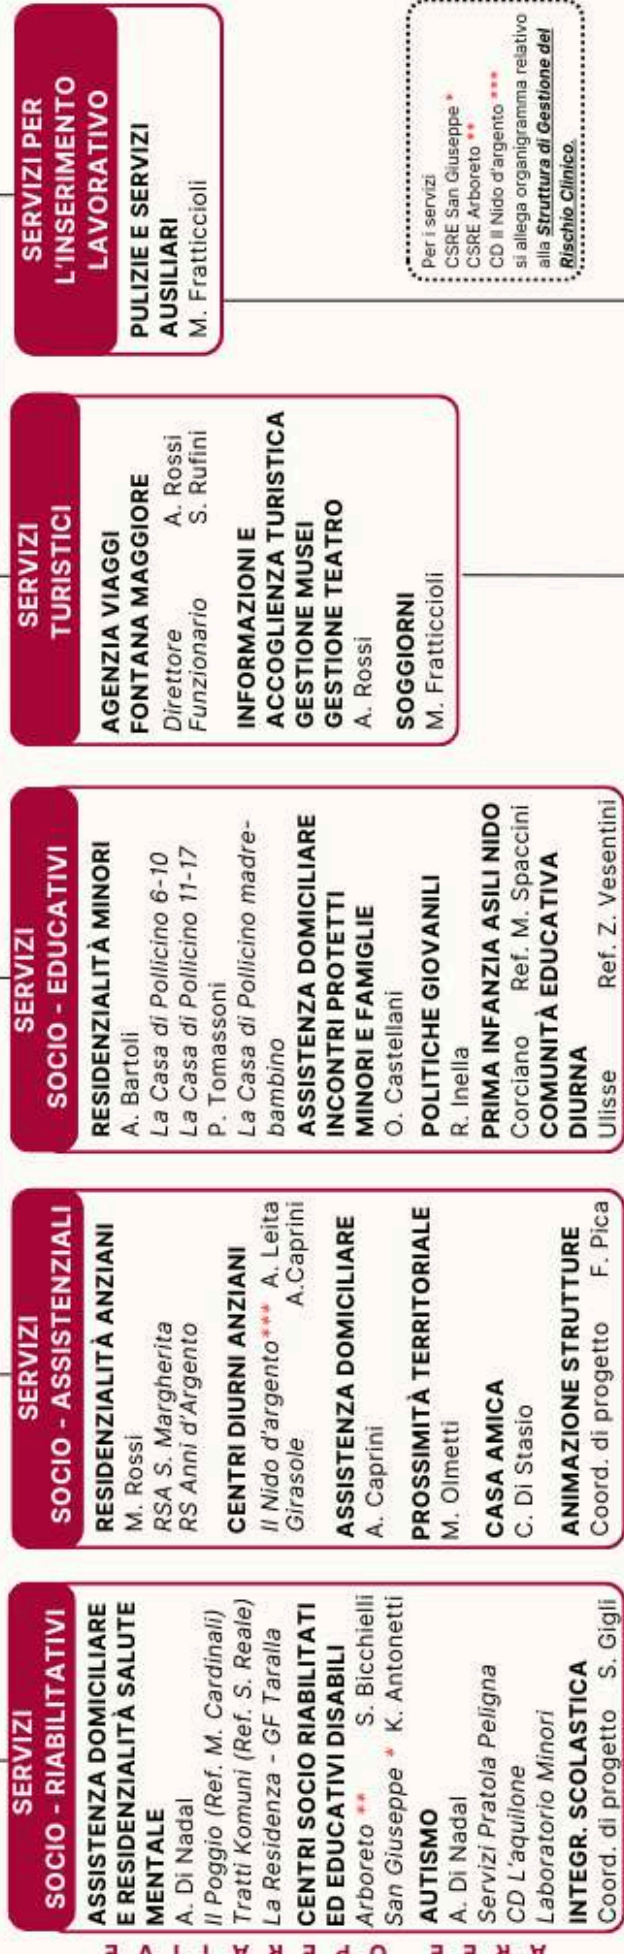 SERVIZI
SOCIO - RIABILITATIVI
ASSISTENZA DOMICILIARE
E RESIDENZIALITÀ SALUTE
MENTALE
A. Di Nadal
Il Poggio (Ref. M. Cardinali)
Tratti Komuni (Ref. S. Reale)
La Residenza - GF Taralla
CENTRI SOCIO RIABILITATI
ED EDUCATIVI DISABILI
Arboreto ** S. Bicchielli
San Giuseppe * K. Antonetti
AUTISMO
A. Di Nadal
Servizi Pratola Peligna
CD L'aquilone
Laboratorio Minori
INTEGR. SCOLASTICA
Coord. di progetto S. Gigli
SERVIZI
SOCIO - ASSISTENZIALI
RESIDENZIALITÀ ANZIANI
M. Rossi
RSA S. Margherita
RS Anni d'Argento
CENTRI DIURNI ANZIANI
Il Nido d'argento *** A. Leita
Girasole A.Caprini
ASSISTENZA DOMICILIARE
A. Caprini
PROSSIMITÀ TERRITORIALE
M. Olmetti
CASA AMICA
C. Di Stasio
ANIMAZIONE STRUTTURE
Coord. di progetto F. Pica
SERVIZI
SOCIO - EDUCATIVI
RESIDENZIALITÀ MINORI
A. Bartoli
La Casa di Pollicino 6-10
La Casa di Pollicino 11-17
P. Tomassoni
La Casa di Pollicino madre-
bambino
ASSISTENZA DOMICILIARE
INCONTRI PROTETTI
MINORI E FAMIGLIE
O. Castellani
POLITICHE GIOVANILI
R. Inella
PRIMA INFANZIA ASILI NIDO
Corciano Ref. M. Spaccini
COMUNITÀ EDUCATIVA
DIURNA
Ulisse Ref. Z. Vesentini
SERVIZI
TURISTICI
AGENZIA VIAGGI
FONTANA MAGGIORE
Direttore A. Rossi
Funzionario S. Rufini
INFORMAZIONI E
ACCOGLIENZA TURISTICA
GESTIONE MUSEI
GESTIONE TEATRO
A. Rossi
SOGGIORNI
M. Fratticcioli
SERVIZI PER
L'INSERIMENTO
LAVORATIVO
PULIZIE E SERVIZI
AUSILIARI
M. Fratticcioli
Per i servizi
CSRE San Giuseppe *
CSRE Arboreto **
CD Il Nido d'argento ***
si allega organigramma relativo
alla Struttura di Gestione del
Rischio Clinico.